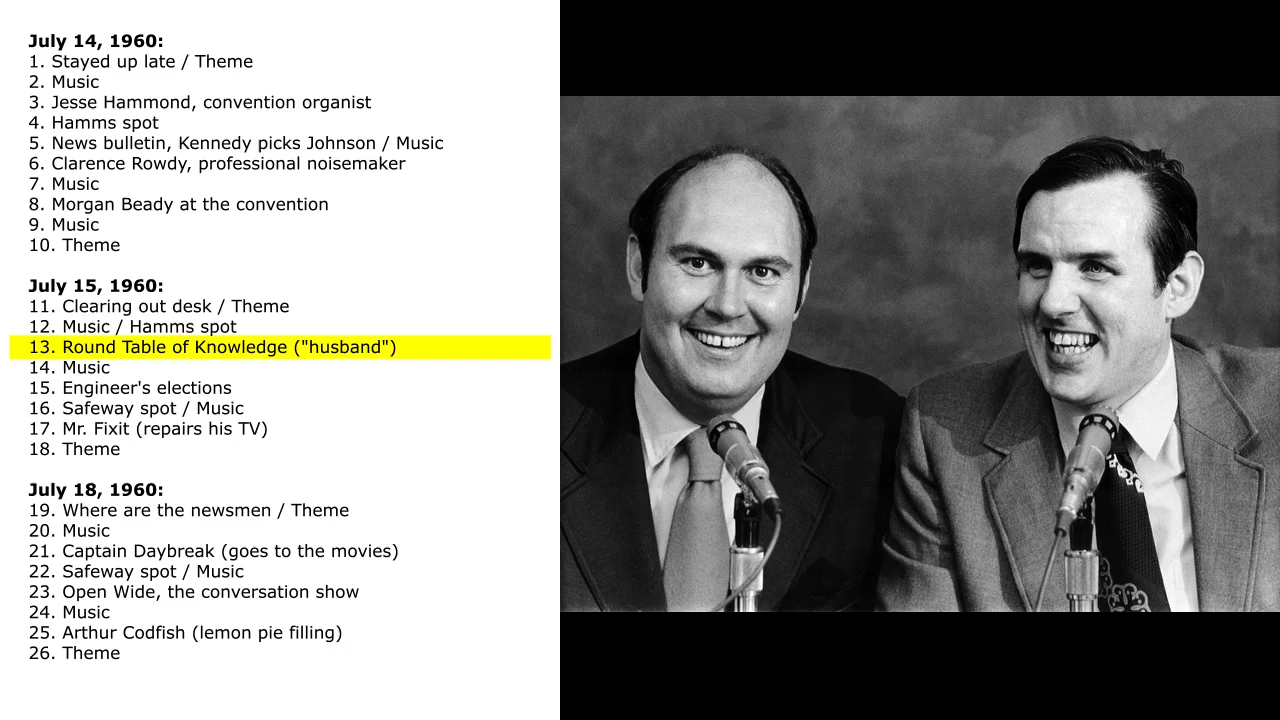 July 14, 1960:
1. Stayed up late / Theme
2. Music
3. Jesse Hammond, convention organist
4. Hamms spot
5. News bulletin, Kennedy picks Johnson / Music
6. Clarence Rowdy, professional noisemaker
7. Music
8. Morgan Beady at the convention
9. Music
10. Theme
July 15, 1960:
11. Clearing out desk / Theme
12. Music / Hamms spot
13. Round Table of Knowledge ("husband")
14. Music
15. Engineer's elections
16. Safeway spot / Music
17. Mr. Fixit (repairs his TV)
18. Theme
July 18, 1960:
19. Where are the newsmen / Theme
20. Music
21. Captain Daybreak (goes to the movies)
22. Safeway spot / Music
23. Open Wide, the conversation show
24. Music
25. Arthur Codfish (lemon pie filling)
26. Theme